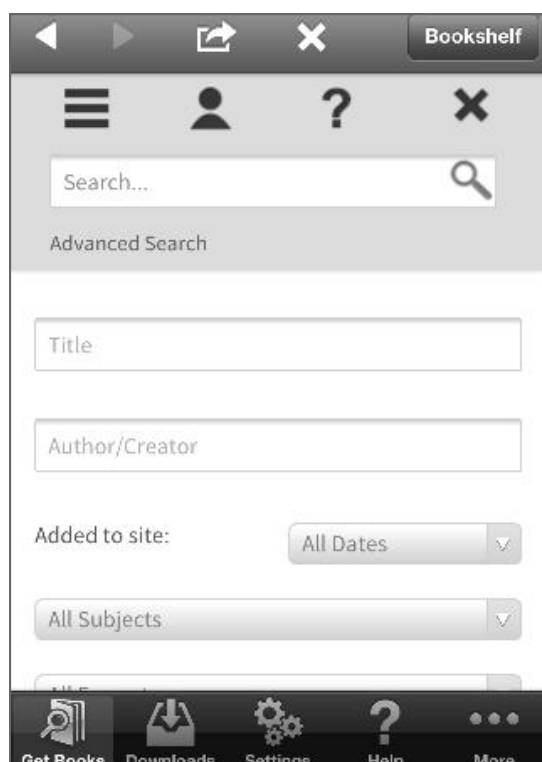 Bookshelf
Search...
Advanced Search
Title
Author/Creator
Added to site: All Dates
All Subjects
Get Books Downloads Settings Help More